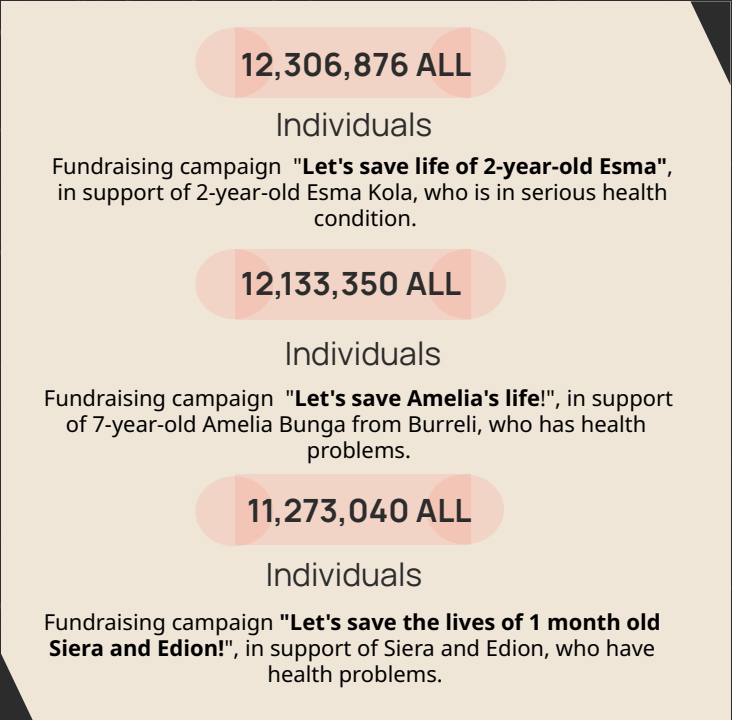 12,306,876 ALL
Individuals
Fundraising campaign  "Let's save life of 2-year-old Esma",
in support of 2-year-old Esma Kola, who is in serious health
condition.
12,133,350 ALL
Individuals
Fundraising campaign  "Let's save Amelia's life!", in support
of 7-year-old Amelia Bunga from Burreli, who has health
problems.
11,273,040 ALL
Individuals
Fundraising campaign "Let's save the lives of 1 month old
Siera and Edion!", in support of Siera and Edion, who have
health problems.